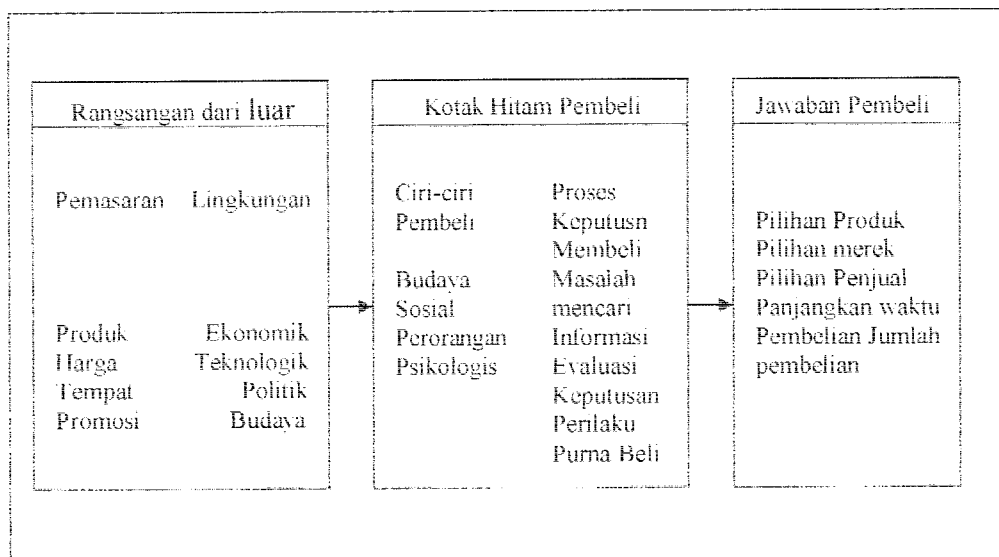 Rangsangan dari luar
Pemasaran Lingkungan
Produk Ekonomik
Harga Teknologik
Tempat Politik
Promosi Budaya
Kotak Hitam Pembeli
Ciri-ciri Proses
Pembeli Keputusn
Membeli
Budaya Masalah
Sosial mencari
Perorangan Informasi
Psikologis Evaluasi
Keputusan
Perilaku
Purna Beli
Jawaban Pembeli
Pilihan Produk
Pilihan merek
Pilihan Penjual
Panjangkan waktu
Pembelian Jumlah
pembelian